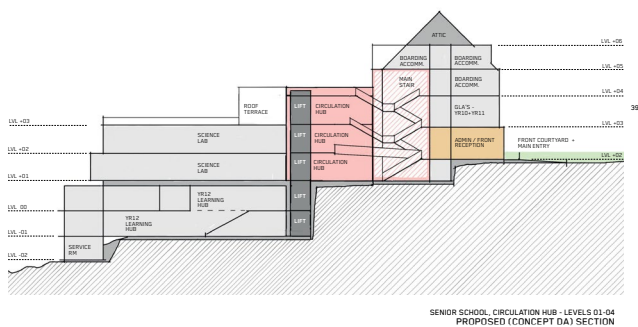 ATTIC
LVL +06
BOARDING
ACCOMM.
BOARDING
ACCOMM.
LVL +05
MAIN
STAIR
BOARDING
ACCOMM.
LVL +04
ROOF
TERRACE
LIFT
CIRCULATION
HUB
GLA'S -
YR10+YR11
39
LVL +03
LVL +03
SCIENCE
LAB
LIFT
CIRCULATION
HUB
ADMIN / FRONT
RECEPTION
FRONT COURTYARD +
MAIN ENTRY
LVL +02
LVL +02
SCIENCE
LAB
LIFT
CIRCULATION
HUB
LVL +01
YR12
LEARNING
HUB
LIFT
LVL 00
YR12
LEARNING
HUB
LIFT
LVL -01
SERVICE
RM
LVL -02
SENIOR SCHOOL, CIRCULATION HUB - LEVELS 01-04
PROPOSED (CONCEPT DA) SECTION